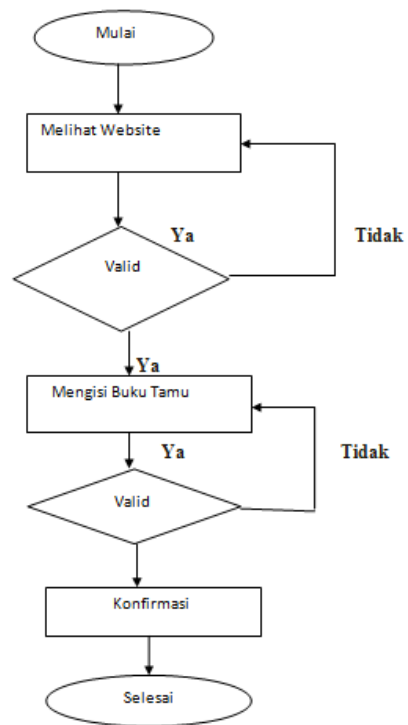 Mulai
Melihat Website
Ya
Tidak
Valid
Ya
Mengisi Buku Tamu
Ya
Tidak
Valid
Konfirmasi
Selesai